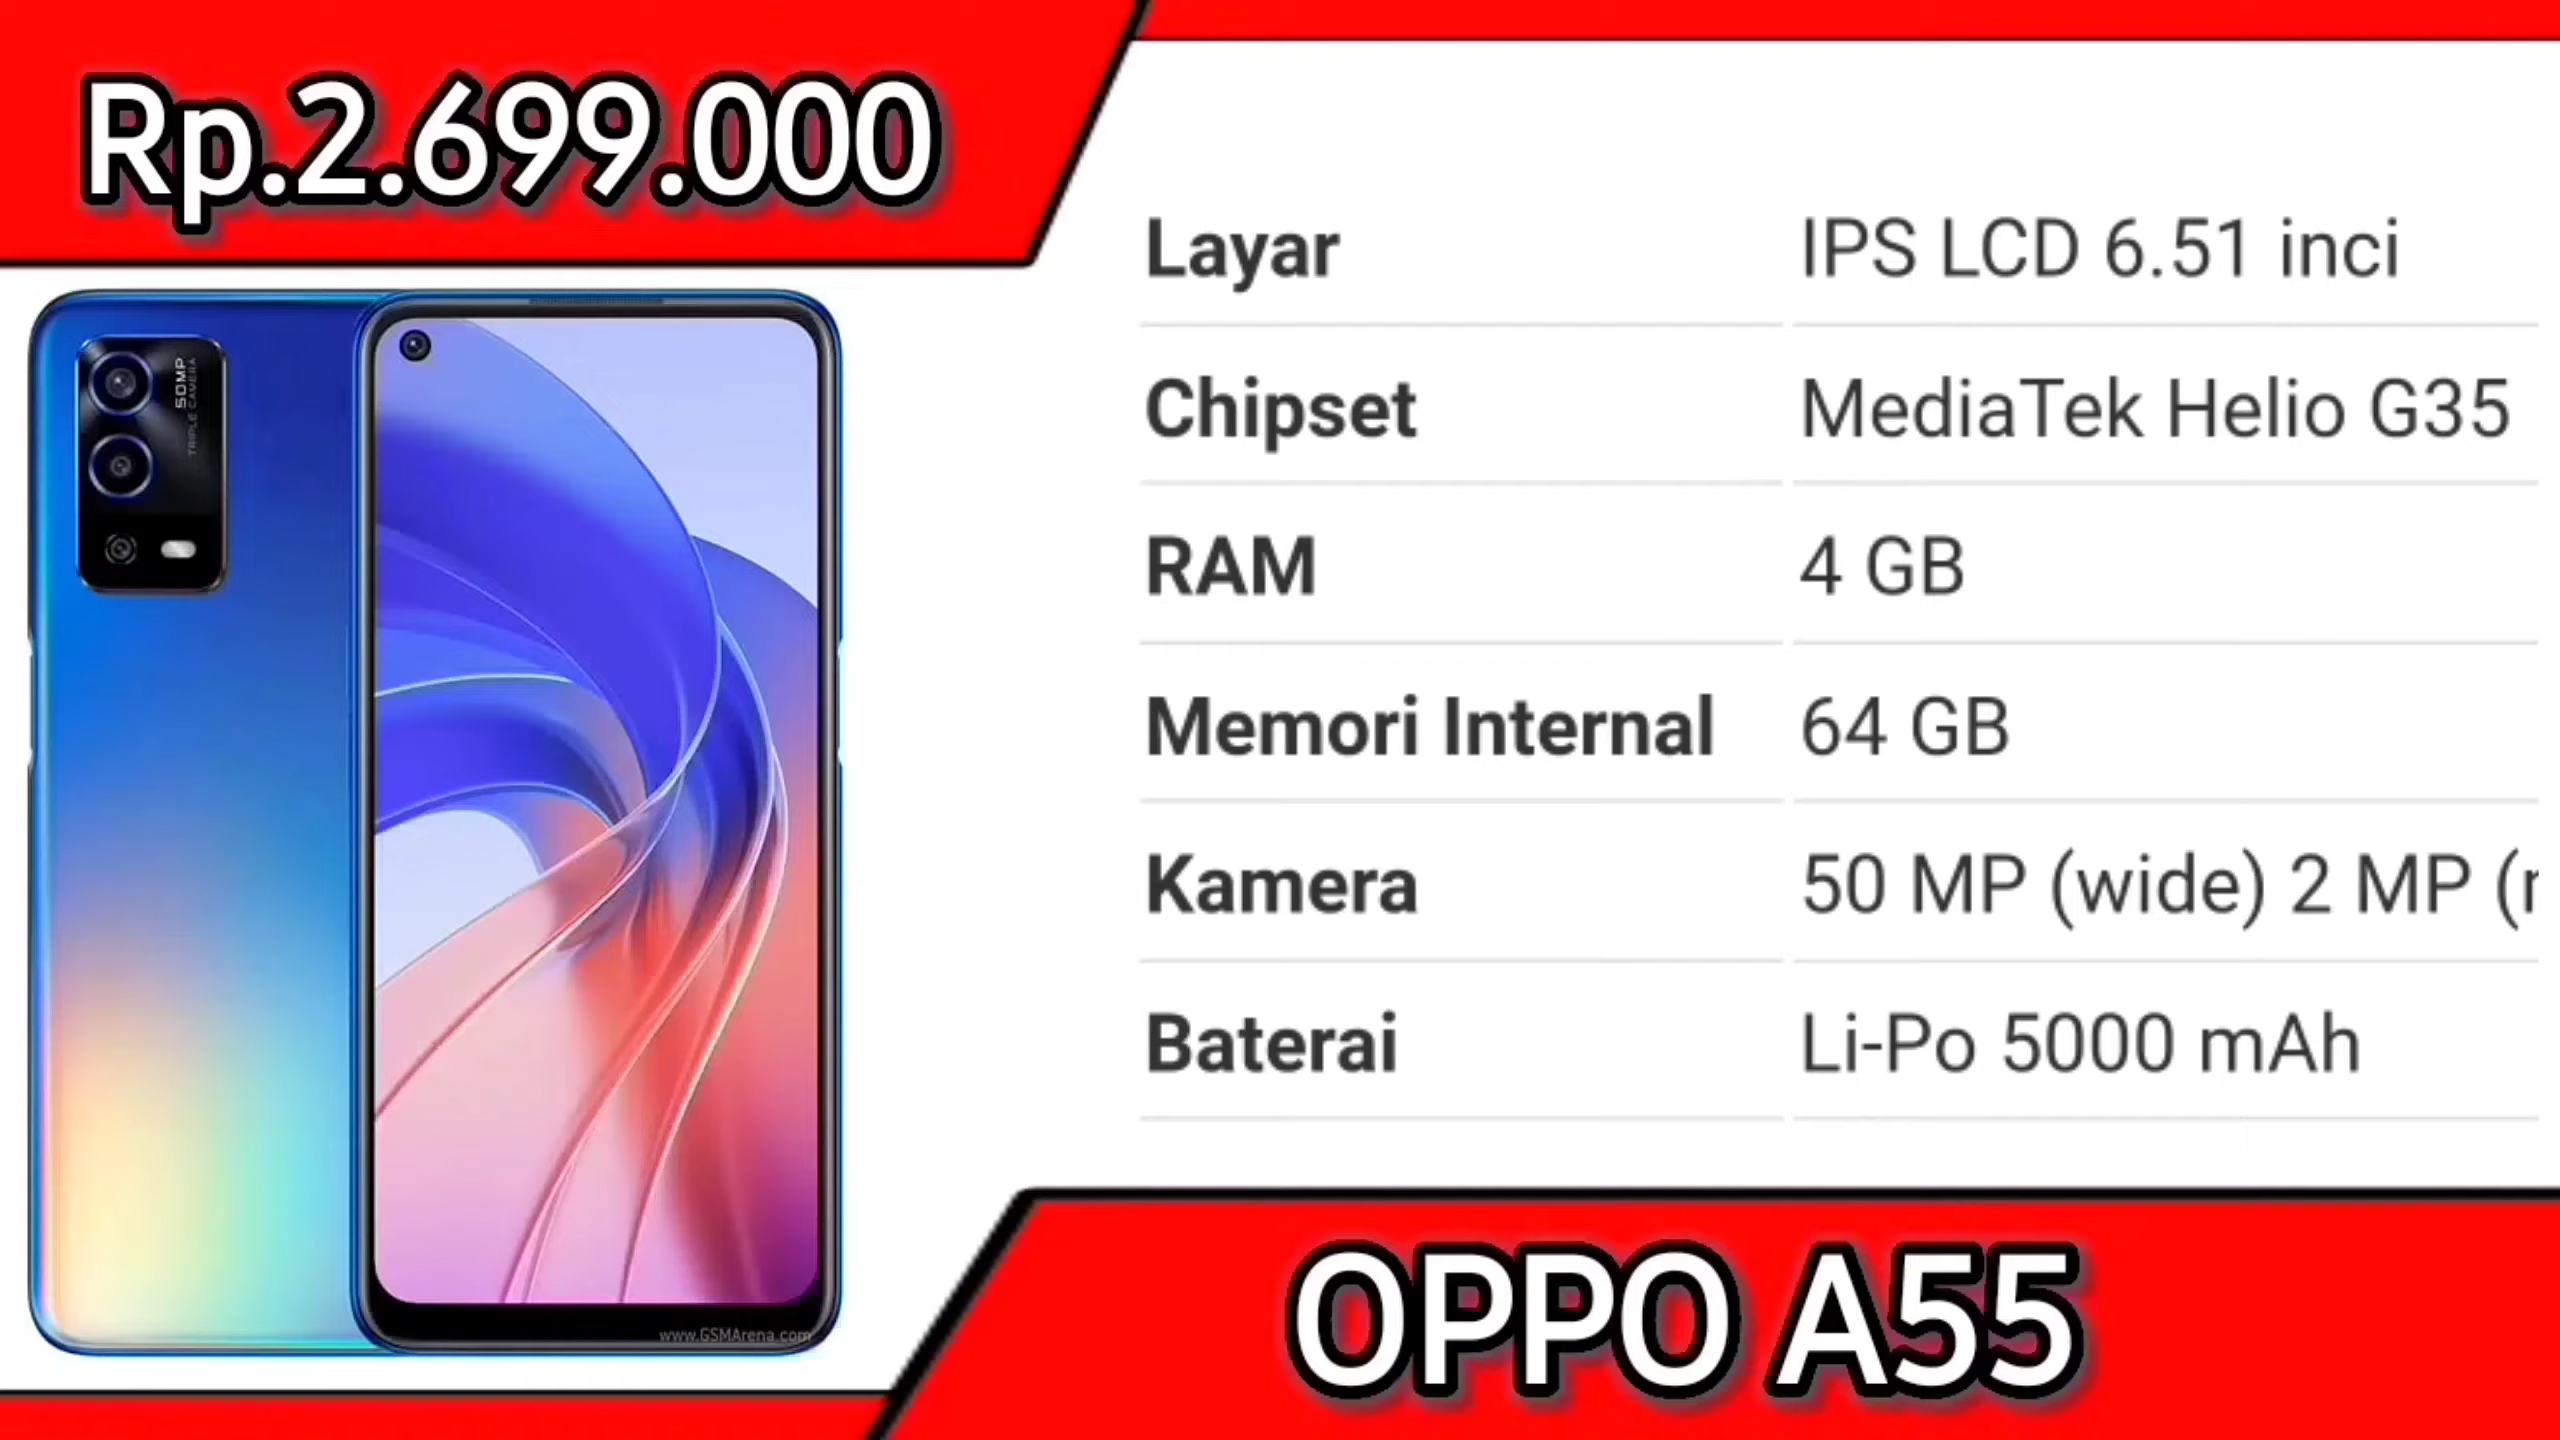 Rp.2.699.000
Layar IPS LCD 6.51 inci
Chipset MediaTek Helio G35
RAM 4 GB
Memori Internal 64 GB
Kamera 50 MP (wide) 2 MP (
Baterai Li-Po 5000 mAh
50MP
TRIPLE CAMERA
www.GSMArena.com
OPPO A55